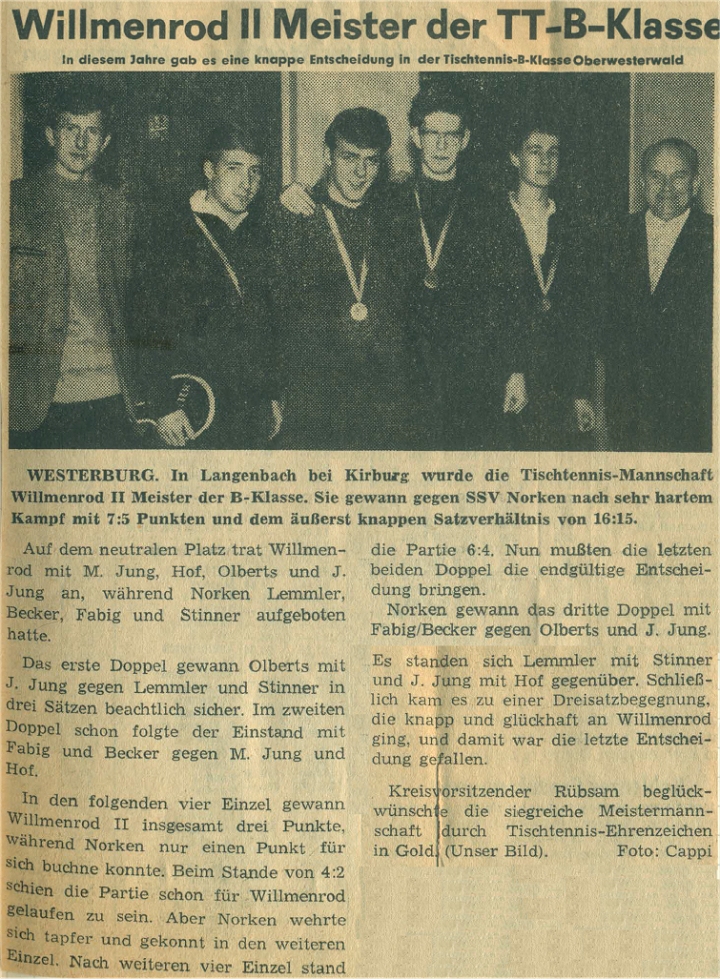 Willmenrod II Meister der TT-B-Klasse
In diesem Jahre gab es eine knappe Entscheidung in der Tischtennis-B-Klasse Oberwesterwald
WESTERBURG. In Langenbach bei Kirburg wurde die Tischtennis-Mannschaft
Willmenrod II Meister der B-Klasse. Sie gewann gegen SSV Norken nach sehr hartem
Kampf mit 7:5 Punkten und dem äußerst knappen Satzverhältnis von 16:15.
Auf dem neutralen Platz trat Willmen-
rod mit M. Jung, Hof, Olberts und J.
Jung an, während Norken Lemmler,
Becker, Fabig und Stinner aufgeboten
hatte.
Das erste Doppel gewann Olberts mit
J. Jung gegen Lemmler und Stinner in
drei Sätzen beachtlich sicher. Im zweiten
Doppel schon folgte der Einstand mit
Fabig und Becker gegen M. Jung und
Hof.
In den folgenden vier Einzel gewann
Willmenrod II insgesamt drei Punkte,
während Norken nur einen Punkt für
sich buchne konnte. Beim Stande von 4:2
schien die Partie schon für Willmenrod
gelaufen zu sein. Aber Norken wehrte
sich tapfer und gekonnt in den weiteren
Einzel. Nach weiteren vier Einzel stand
die Partie 6:4. Nun mußten die letzten
beiden Doppel die endgültige Entschei-
dung bringen.
Norken gewann das dritte Doppel mit
Fabig/Becker gegen Olberts und J. Jung.
Es standen sich Lemmler mit Stinner
und J. Jung mit Hof gegenüber. Schließ-
lich kam es zu einer Dreisatzbegegnung,
die knapp und glückhaft an Willmenrod
ging, und damit war die letzte Entschei-
dung gefallen.
Kreisvorsitzender Rübsam beglück-
wünschte die siegreiche Meistermann-
schaft durch Tischtennis-Ehrenzeichen
in Gold. (Unser Bild). Foto: Cappi